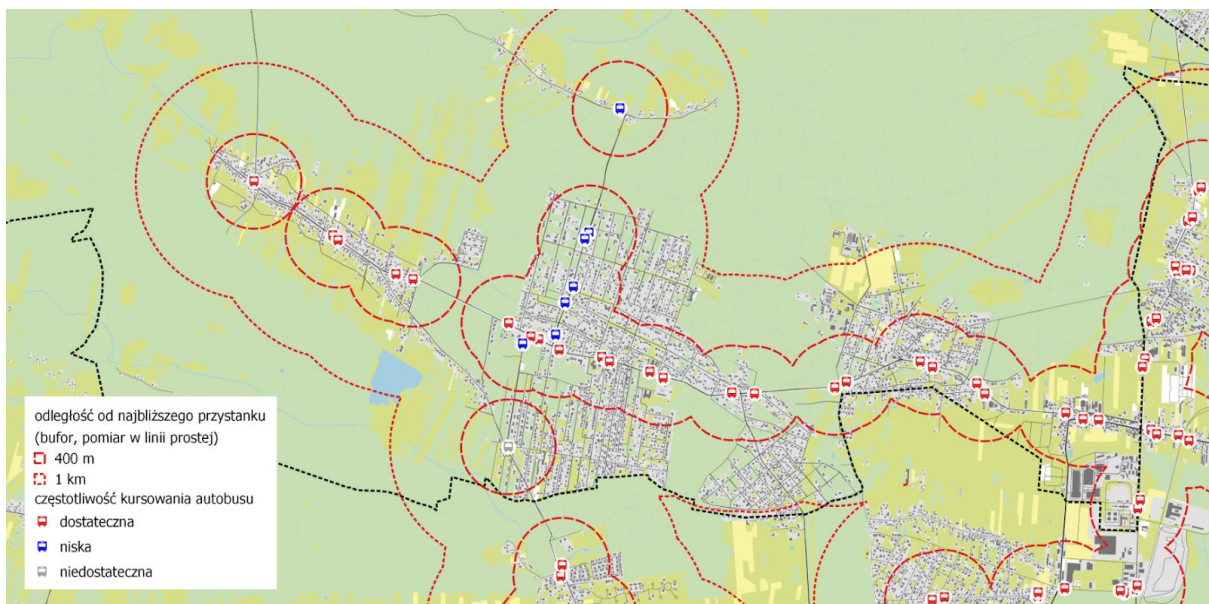 odległość od najbliższego przystanku
(bufor, pomiar w linii prostej)
400 m
1 km
częstotliwość kursowania autobusu
dostateczna
niska
niedostateczna